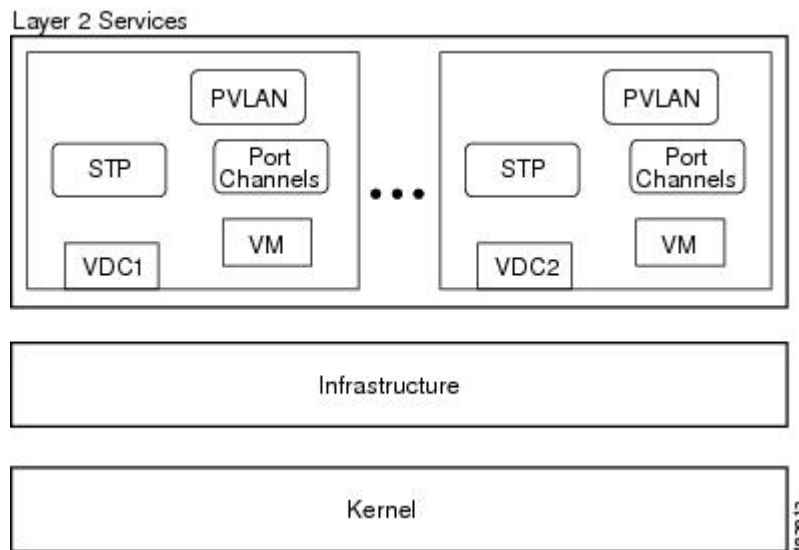 Layer 2 Services
PVLAN
STP
Port
Channels
VDC1
VM
PVLAN
STP
Port
Channels
VDC2
VM
Infrastructure
Kernel